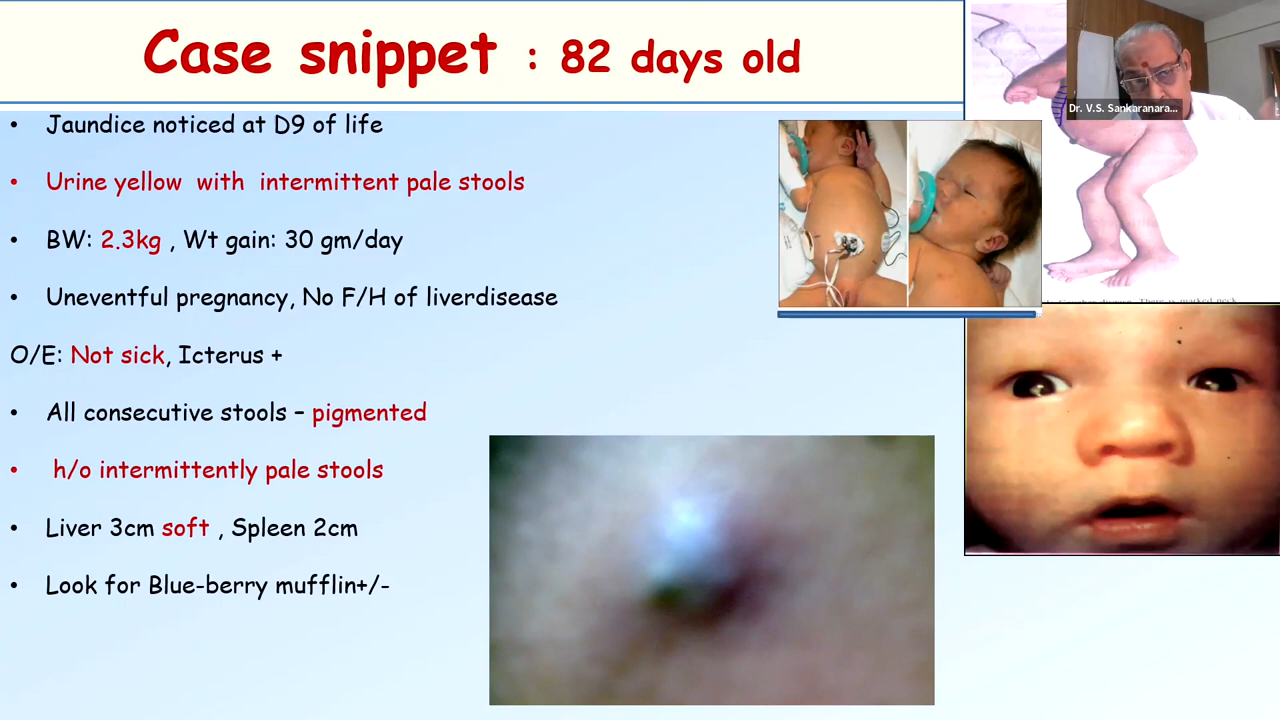 Case snippet : 82 days old
Dr. V.S. Sankaranara...
• Jaundice noticed at D9 of life
• Urine yellow with intermittent pale stools
• BW: 2.3kg , Wt gain: 30 gm/day
• Uneventful pregnancy, No F/H of liverdisease
O/E: Not sick, Icterus +
• All consecutive stools – pigmented
• h/o intermittently pale stools
• Liver 3cm soft , Spleen 2cm
• Look for Blue-berry mufflin+/-